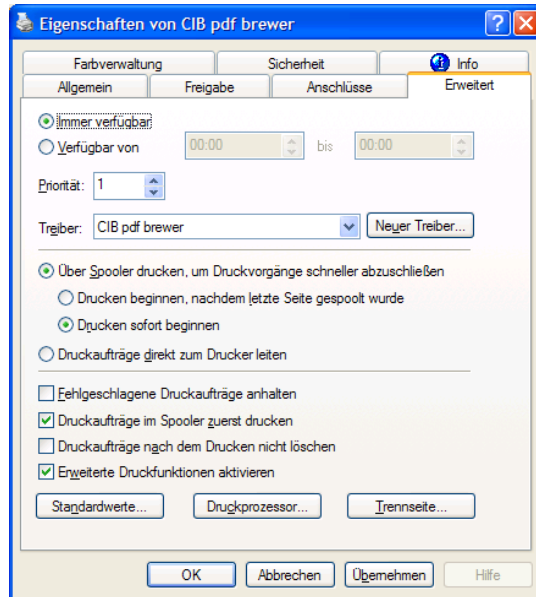 Eigenschaften von CIB pdf brewer
Farbverwaltung Sicherheit Info
Allgemein Freigabe Anschlüsse Erweitert
Immer verfügbar
Verfügbar von 00:00 bis 00:00
Priorität: 1
Treiber: CIB pdf brewer Neuer Treiber...
Über Spooler drucken, um Druckvorgänge schneller abzuschließen
Drucken beginnen, nachdem letzte Seite gespoolt wurde
Drucken sofort beginnen
Druckaufträge direkt zum Drucker leiten
Fehlgeschlagene Druckaufträge anhalten
Druckaufträge im Spooler zuerst drucken
Druckaufträge nach dem Drucken nicht löschen
Erweiterte Druckfunktionen aktivieren
Standardwerte... Druckprozessor... Trennseite...
OK Abbrechen Übernehmen Hilfe